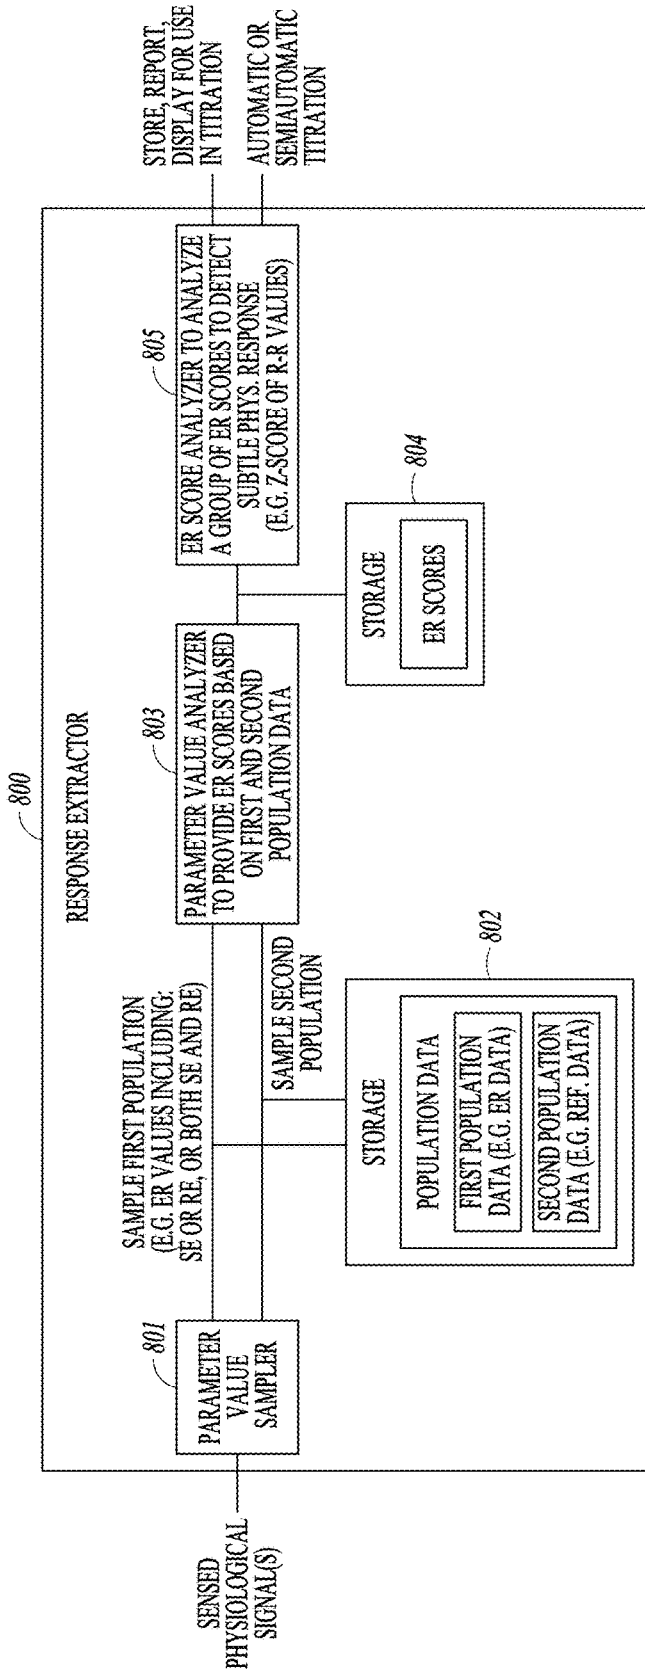 800
RESPONSE EXTRACTOR
SENSED
PHYSIOLOGICAL
SIGNAL(S)
801
PARAMETER
VALUE
SAMPLER
SAMPLE FIRST POPULATION
(E.G. ER VALUES INCLUDING:
SE OR RE, OR BOTH SE AND RE)
SAMPLE SECOND
POPULATION
802
STORAGE
POPULATION DATA
FIRST POPULATION
DATA (E.G. ER DATA)
SECOND POPULATION
DATA (E.G. REF. DATA)
803
PARAMETER VALUE ANALYZER
TO PROVIDE ER SCORES BASED
ON FIRST AND SECOND
POPULATION DATA
804
STORAGE
ER SCORES
805
ER SCORE ANALYZER TO ANALYZE
A GROUP OF ER SCORES TO DETECT
SUBTLE PHYS. RESPONSE
(E.G. Z-SCORE OF R-R VALUES)
STORE, REPORT,
DISPLAY FOR USE
IN TITRATION
AUTOMATIC OR
SEMIAUTOMATIC
TITRATION